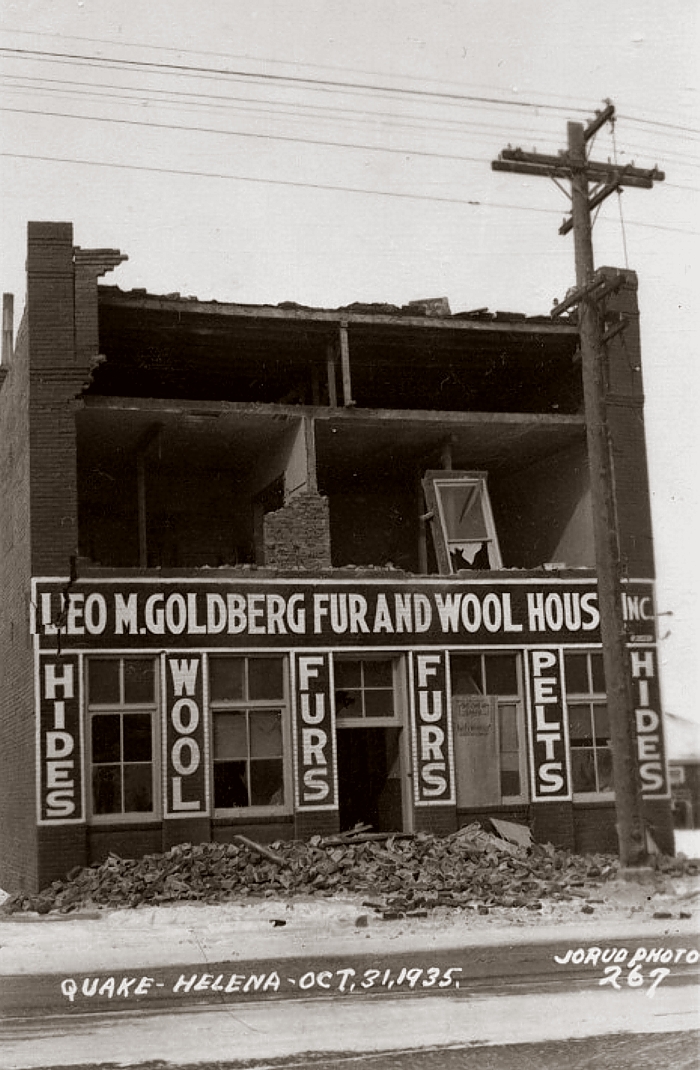 LEO M. GOLDBERG FUR AND WOOL HOUS INC.
HIDES
WOOL
FURS
FURS
PELTS
HIDES
QUAKE - HELENA - OCT, 31, 1935.
JORUD PHOTO
267